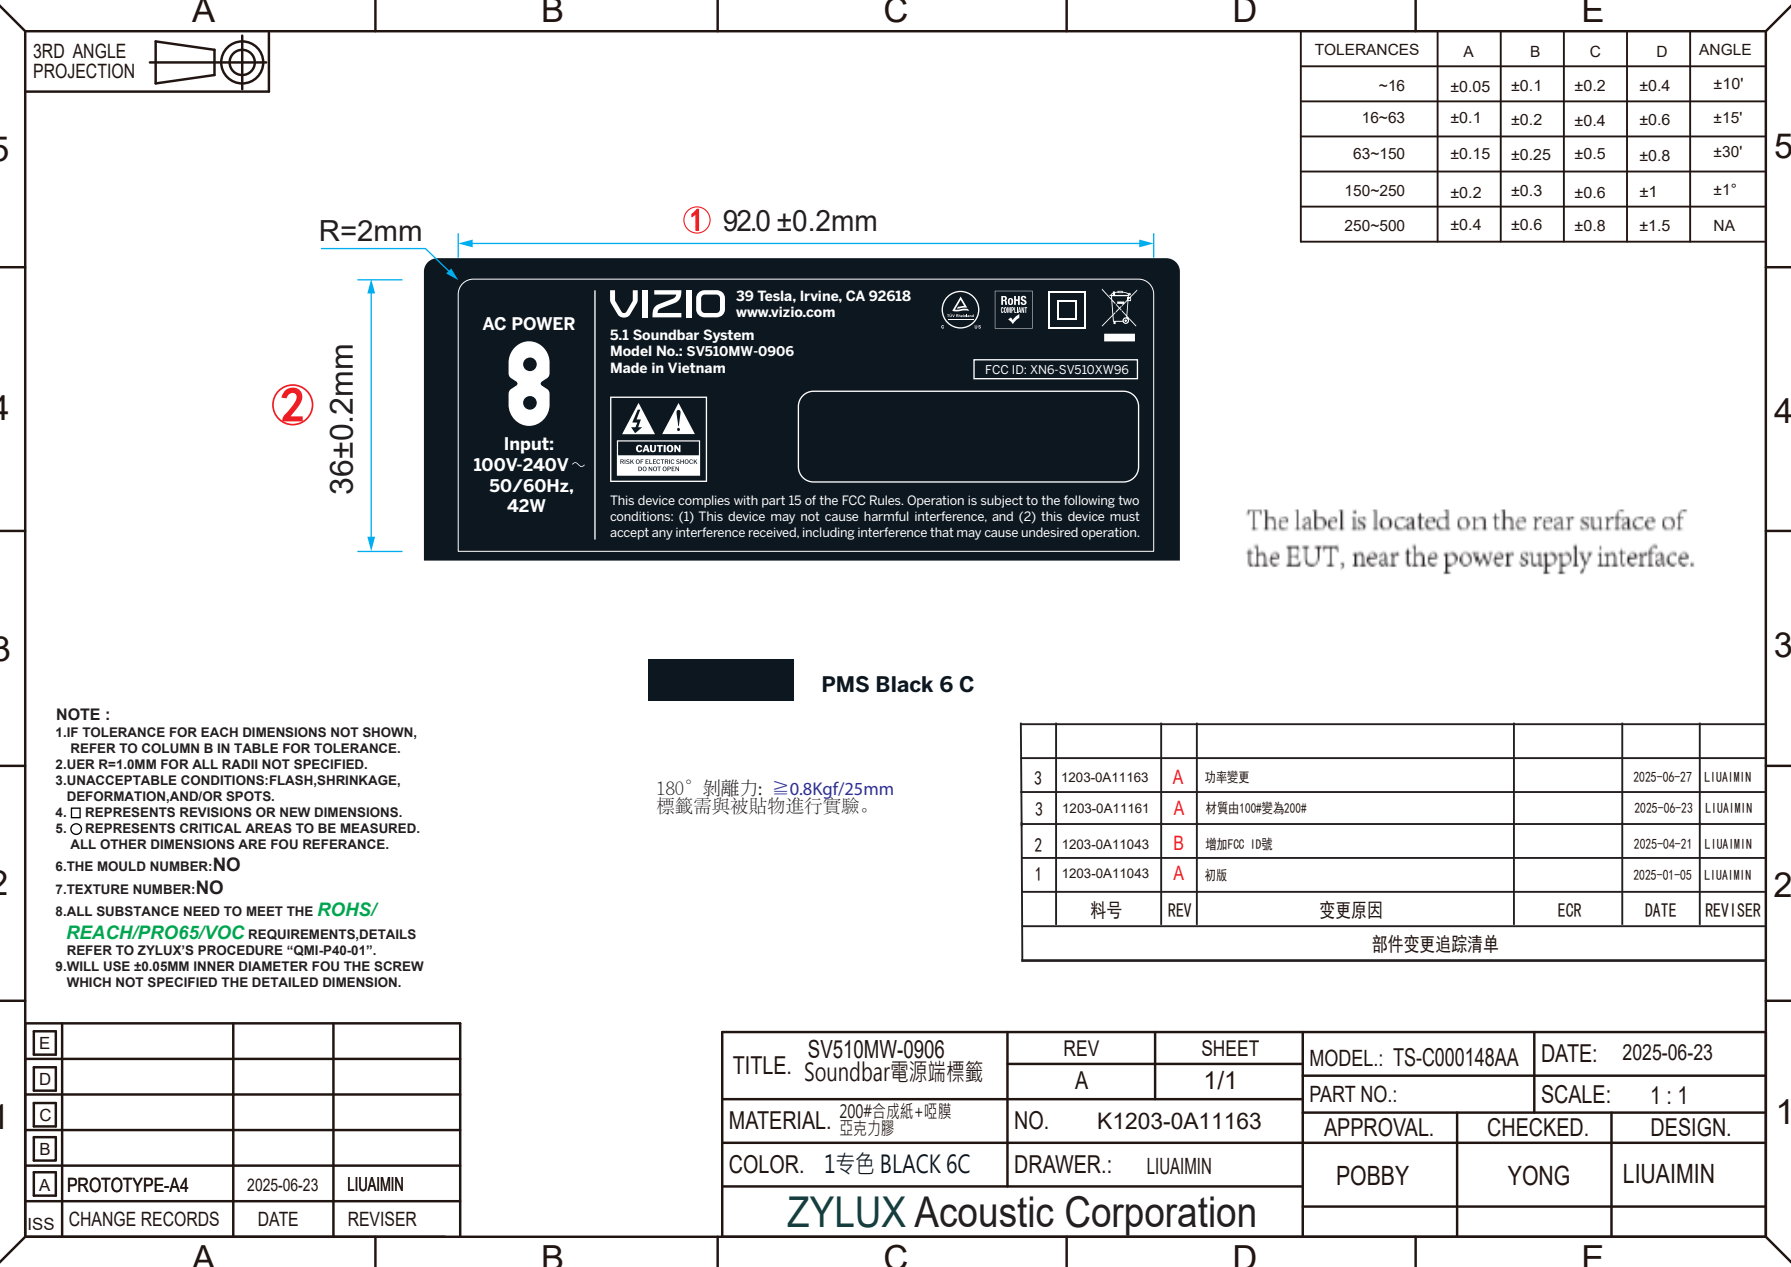 A B C D E
3RD ANGLE
PROJECTION
TOLERANCES A B C D ANGLE
~16 ±0.05 ±0.1 ±0.2 ±0.4 ±10'
16~63 ±0.1 ±0.2 ±0.4 ±0.6 ±15'
63~150 ±0.15 ±0.25 ±0.5 ±0.8 ±30'
150~250 ±0.2 ±0.3 ±0.6 ±1 ±1°
250~500 ±0.4 ±0.6 ±0.8 ±1.5 NA
5 5
R=2mm
① 92.0 ±0.2mm
② 36±0.2mm
AC POWER
Input:
100V-240V～
50/60Hz,
42W
VIZIO
39 Tesla, Irvine, CA 92618
www.vizio.com
5.1 Soundbar System
Model No.: SV510MW-0906
Made in Vietnam
TÜV Rheinland
C US
RoHS
COMPLIANT
FCC ID: XN6-SV510XW96
CAUTION
RISK OF ELECTRIC SHOCK
DO NOT OPEN
This device complies with part 15 of the FCC Rules. Operation is subject to the following two
conditions: (1) This device may not cause harmful interference, and (2) this device must
accept any interference received, including interference that may cause undesired operation.
4 4
The label is located on the rear surface of
the EUT, near the power supply interface.
3 3
PMS Black 6 C
180° 剝離力: ≧0.8Kgf/25mm
標籤需與被貼物進行實驗。
NOTE :
1.IF TOLERANCE FOR EACH DIMENSIONS NOT SHOWN,
REFER TO COLUMN B IN TABLE FOR TOLERANCE.
2.UER R=1.0MM FOR ALL RADII NOT SPECIFIED.
3.UNACCEPTABLE CONDITIONS:FLASH,SHRINKAGE,
DEFORMATION,AND/OR SPOTS.
4. □ REPRESENTS REVISIONS OR NEW DIMENSIONS.
5. ○ REPRESENTS CRITICAL AREAS TO BE MEASURED.
ALL OTHER DIMENSIONS ARE FOU REFERANCE.
6.THE MOULD NUMBER:NO
7.TEXTURE NUMBER:NO
8.ALL SUBSTANCE NEED TO MEET THE ROHS/
REACH/PRO65/VOC REQUIREMENTS,DETAILS
REFER TO ZYLUX'S PROCEDURE “QMI-P40-01”.
9.WILL USE ±0.05MM INNER DIAMETER FOU THE SCREW
WHICH NOT SPECIFIED THE DETAILED DIMENSION.
3 1203-0A11163 A 功率變更 2025-06-27 LIUAIMIN
3 1203-0A11161 A 材質由100#變為200# 2025-06-23 LIUAIMIN
2 1203-0A11043 B 增加FCC ID號 2025-04-21 LIUAIMIN
1 1203-0A11043 A 初版 2025-01-05 LIUAIMIN
料号 REV 变更原因 ECR DATE REVISER
部件变更追踪清单
2 2
E
D
C
B
A PROTOTYPE-A4 2025-06-23 LIUAIMIN
ISS CHANGE RECORDS DATE REVISER
1 1
TITLE. SV510MW-0906
Soundbar電源端標籤
REV SHEET
A 1/1
MATERIAL. 200#合成紙+啞膜
亞克力膠
NO. K1203-0A11163
COLOR. 1专色 BLACK 6C
DRAWER.: LIUAIMIN
ZYLUX Acoustic Corporation
MODEL.: TS-C000148AA DATE: 2025-06-23
PART NO.: SCALE: 1 : 1
APPROVAL. CHECKED. DESIGN.
POBBY YONG LIUAIMIN
A B C D E